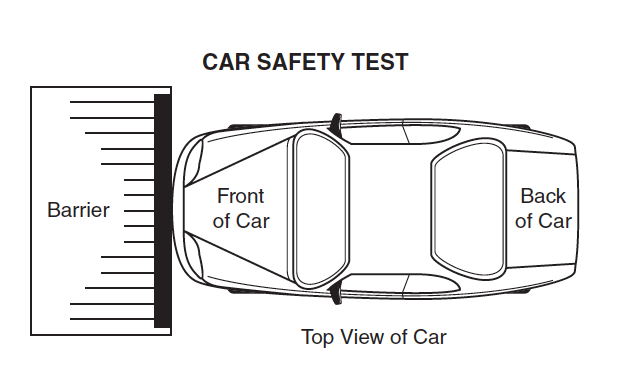 CAR SAFETY TEST
Barrier
Front
of Car
Back
of Car
Top View of Car